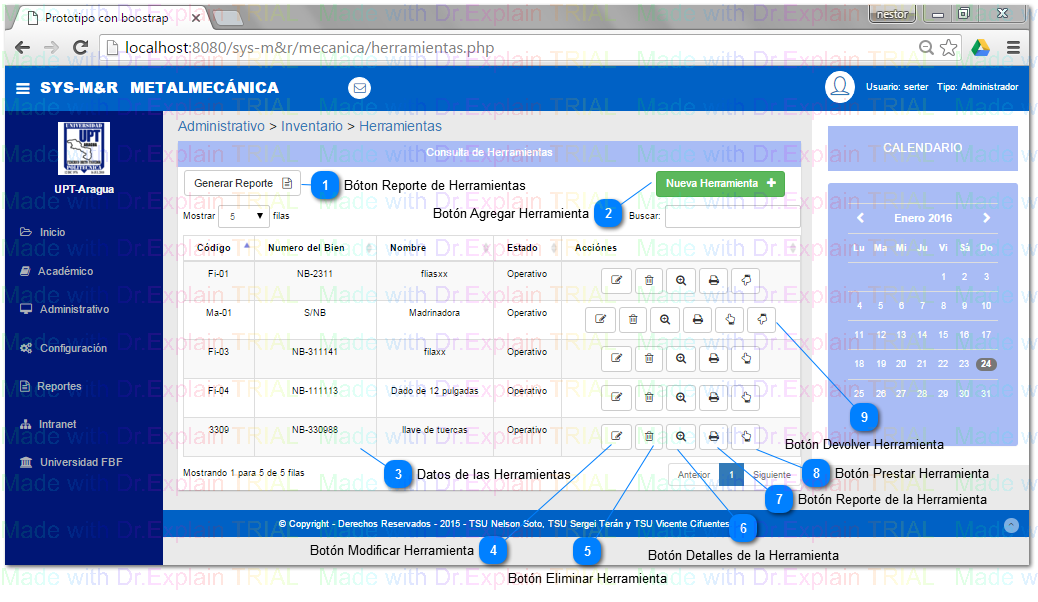 Prototipo con boostrap
nestor
localhost:8080/sys-m&r/mecanica/herramientas.php
SYS-M&R METALMECÁNICA
Usuario: serter Tipo: Administrador
UNIVERSIDAD
UPT
ARAGUA
POLITECNICA
UPT-Aragua
Inicio
Académico
Administrativo
Configuración
Reportes
Intranet
Universidad FBF
Administrativo > Inventario > Herramientas
Consulta de Herramientas
Generar Reporte
1 Bóton Reporte de Herramientas
Nueva Herramienta +
Botón Agregar Herramienta 2
Mostrar 5 filas
Buscar:
Código Numero del Bien Nombre Estado Acciónes
Fi-01 NB-2311 fliasxx Operativo
Ma-01 S/NB Madrinadora Operativo
Fi-03 NB-311141 filaxx Operativo
Fi-04 NB-111113 Dado de 12 pulgadas Operativo
3309 NB-330988 llave de tuercas Operativo
Mostrando 1 para 5 de 5 filas
Anterior 1 Siguiente
3 Datos de las Herramientas
CALENDARIO
Enero 2016
Lu Ma Mi Ju Vi Sá Do
1 2 3
4 5 6 7 8 9 10
11 12 13 14 15 16 17
18 19 20 21 22 23 24
25 26 27 28 29 30 31
9
Botón Devolver Herramienta
8 Botón Prestar Herramienta
7 Botón Reporte de la Herramienta
© Copyright - Derechos Reservados - 2015 - TSU Nelson Soto, TSU Sergei Terán y TSU Vicente Cifuentes
6
Botón Detalles de la Herramienta
Botón Modificar Herramienta 4
5
Botón Eliminar Herramienta
Made with Dr.Explain TRIAL